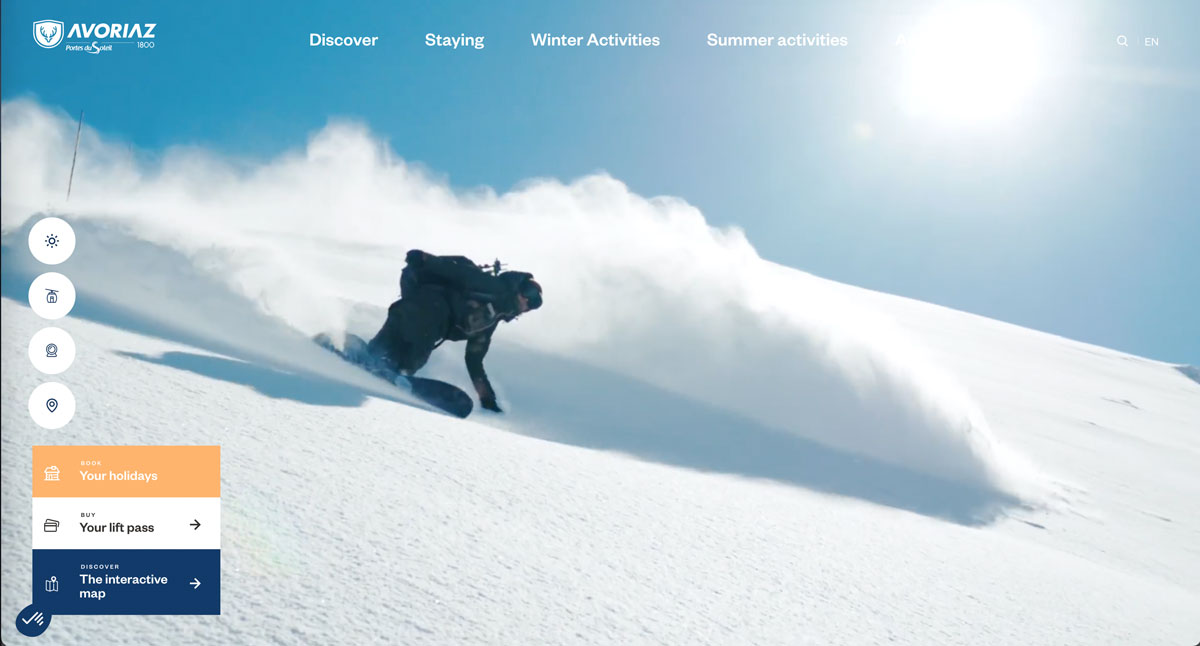 AVORIAZ
Portes du Soleil 1800
Discover
Staying
Winter Activities
Summer activities
EN
BOOK
Your holidays
BUY
Your lift pass
DISCOVER
The interactive
map